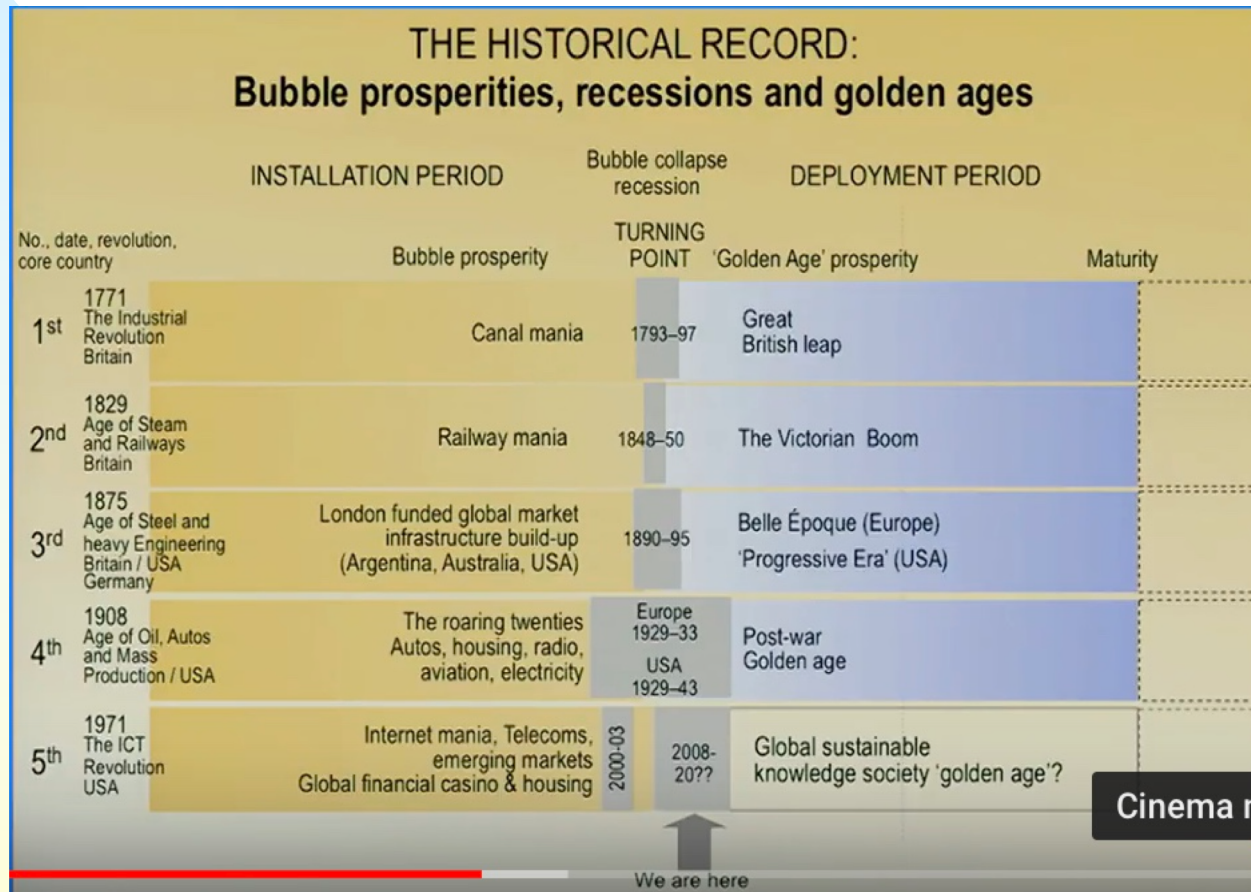 THE HISTORICAL RECORD:
Bubble prosperities, recessions and golden ages
INSTALLATION PERIOD
Bubble collapse
recession
DEPLOYMENT PERIOD
No., date, revolution,
core country
Bubble prosperity
TURNING
POINT
'Golden Age' prosperity
Maturity
1st
1771
The Industrial
Revolution
Britain
Canal mania
1793–97
Great
British leap
2nd
1829
Age of Steam
and Railways
Britain
Railway mania
1848–50
The Victorian Boom
3rd
1875
Age of Steel and
heavy Engineering
Britain / USA
Germany
London funded global market
infrastructure build-up
(Argentina, Australia, USA)
1890–95
Belle Époque (Europe)
'Progressive Era' (USA)
4th
1908
Age of Oil, Autos
and Mass
Production / USA
The roaring twenties
Autos, housing, radio,
aviation, electricity
Europe
1929–33
USA
1929–43
Post-war
Golden age
5th
1971
The ICT
Revolution
USA
Internet mania, Telecoms,
emerging markets
Global financial casino & housing
2000-03
2008-
20??
Global sustainable
knowledge society 'golden age'?
Cinema
We are here